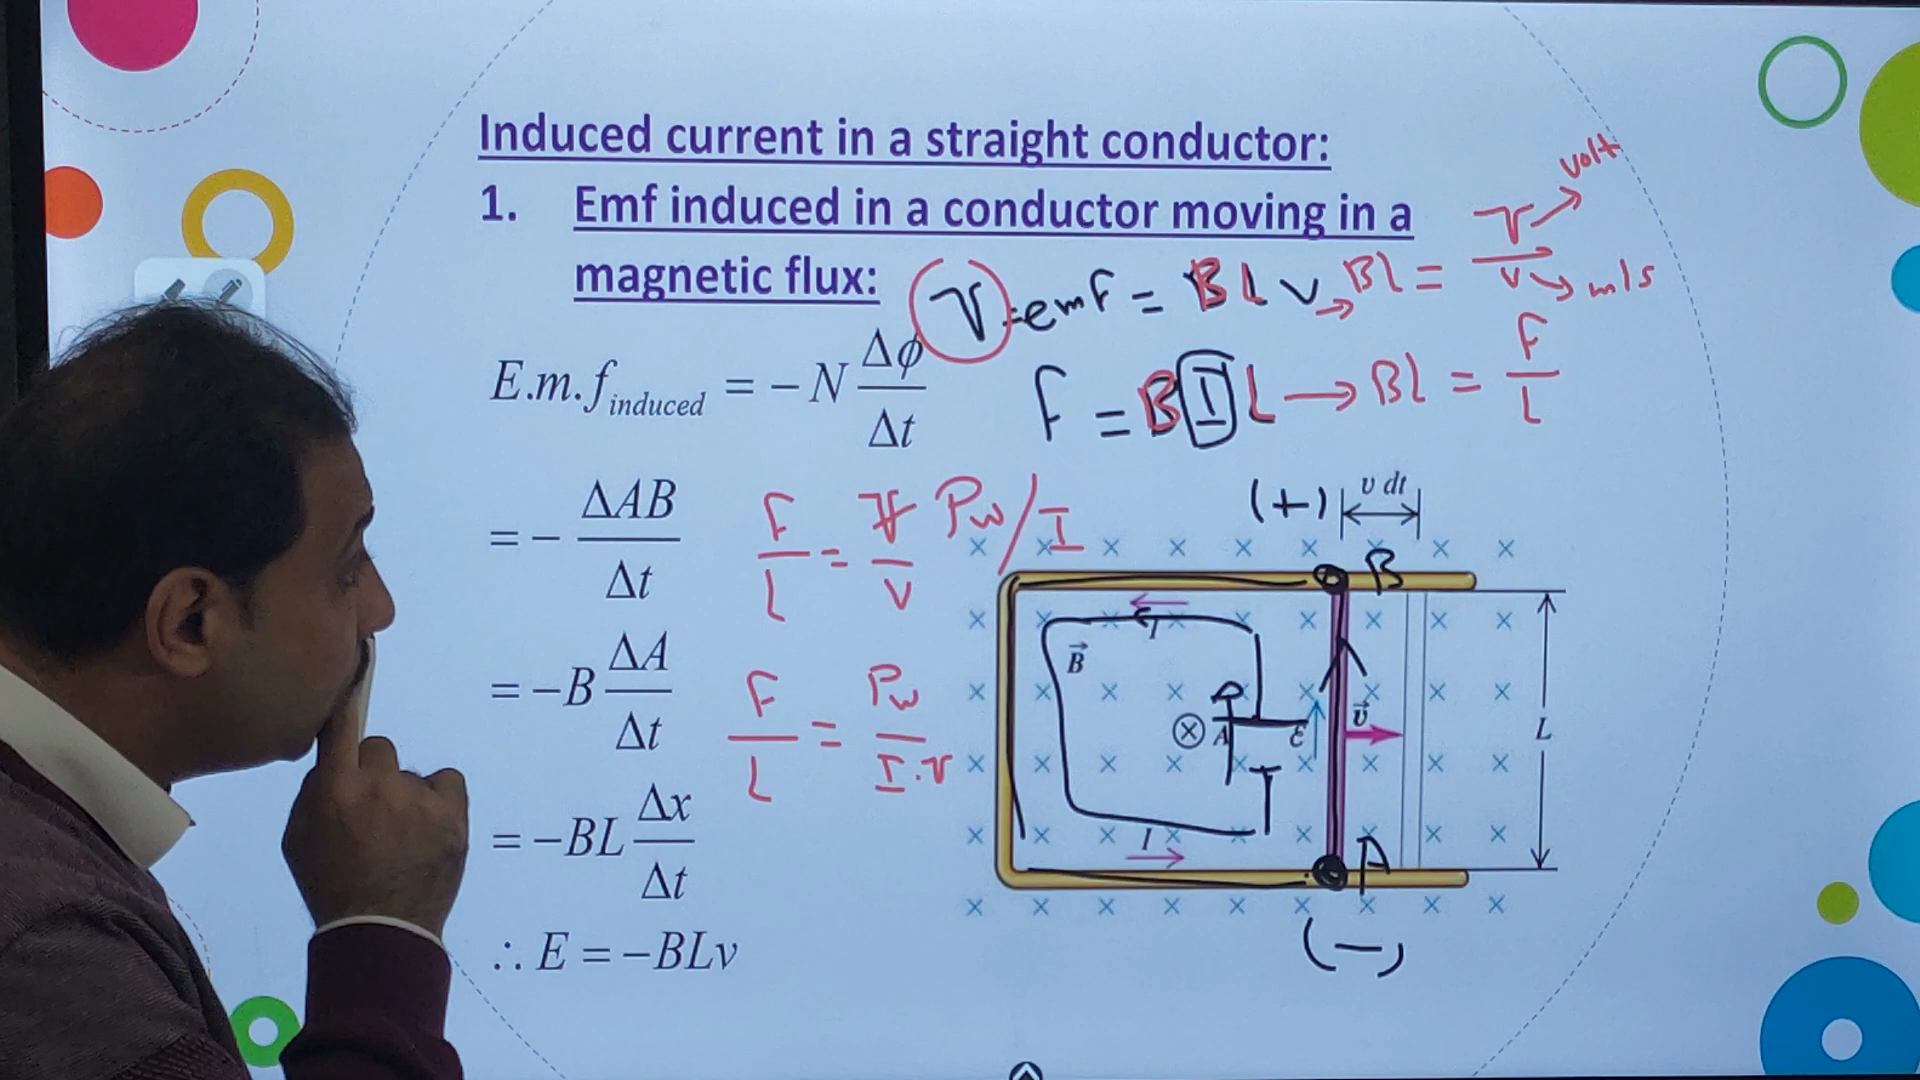 Induced current in a straight conductor:
1. Emf induced in a conductor moving in a
magnetic flux:
V = emf = BLv → Bl = V/v
volt
m/s
E.m.f induced = -N Δϕ/Δt
F = BIL → Bl = F/L
= - ΔAB/Δt
F/L = V/v
Pw/I
= -B ΔA/Δt
F/L = Pw/I.v
= -BL Δx/Δt
∴ E = -BLv
(+)
v dt
B
I
B
A
ε
v
L
I
A
(-)